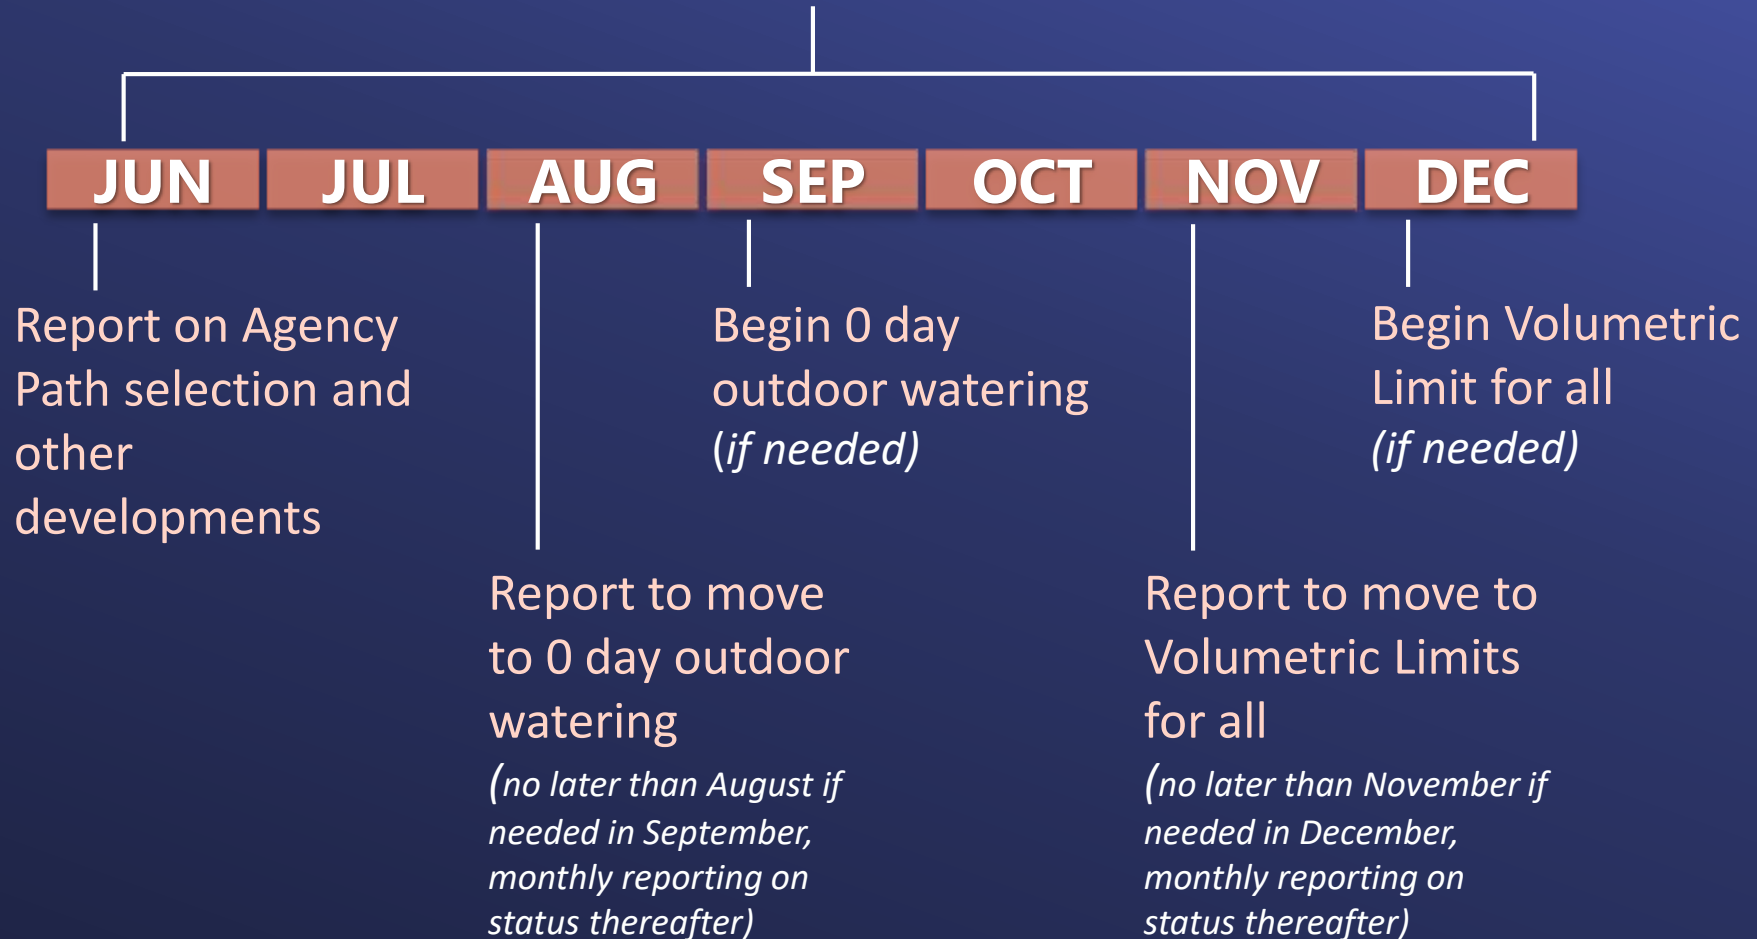 JUN JUL AUG SEP OCT NOV DEC
Report on Agency
Path selection and
other
developments
Report to move
to 0 day outdoor
watering
(no later than August if
needed in September,
monthly reporting on
status thereafter)
Begin 0 day
outdoor watering
(if needed)
Report to move to
Volumetric Limits
for all
(no later than November if
needed in December,
monthly reporting on
status thereafter)
Begin Volumetric
Limit for all
(if needed)